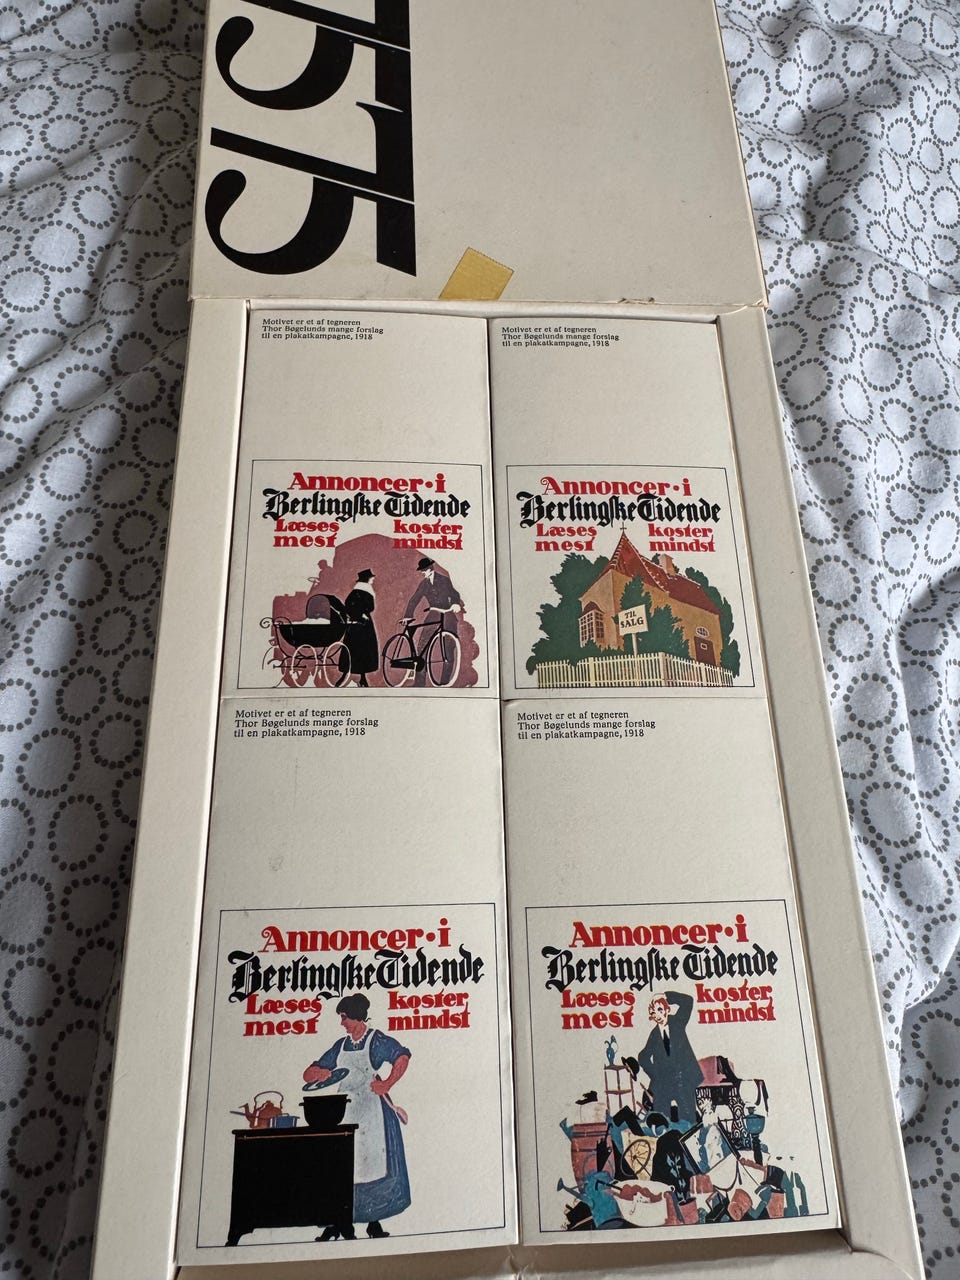 75
75
Motivet er et af tegneren
Thor Bøgelunds mange forslag
til en plakatkampagne, 1918
Annoncer·i
Berlingske Tidende
Læses koster
mest mindst
Motivet er et af tegneren
Thor Bøgelunds mange forslag
til en plakatkampagne, 1918
Annoncer·i
Berlingske Tidende
Læses koster
mest mindst
TIL
SALG
Motivet er et af tegneren
Thor Bøgelunds mange forslag
til en plakatkampagne, 1918
Annoncer·i
Berlingske Tidende
Læses koster
mest mindst
Motivet er et af tegneren
Thor Bøgelunds mange forslag
til en plakatkampagne, 1918
Annoncer·i
Berlingske Tidende
Læses koster
mest mindst